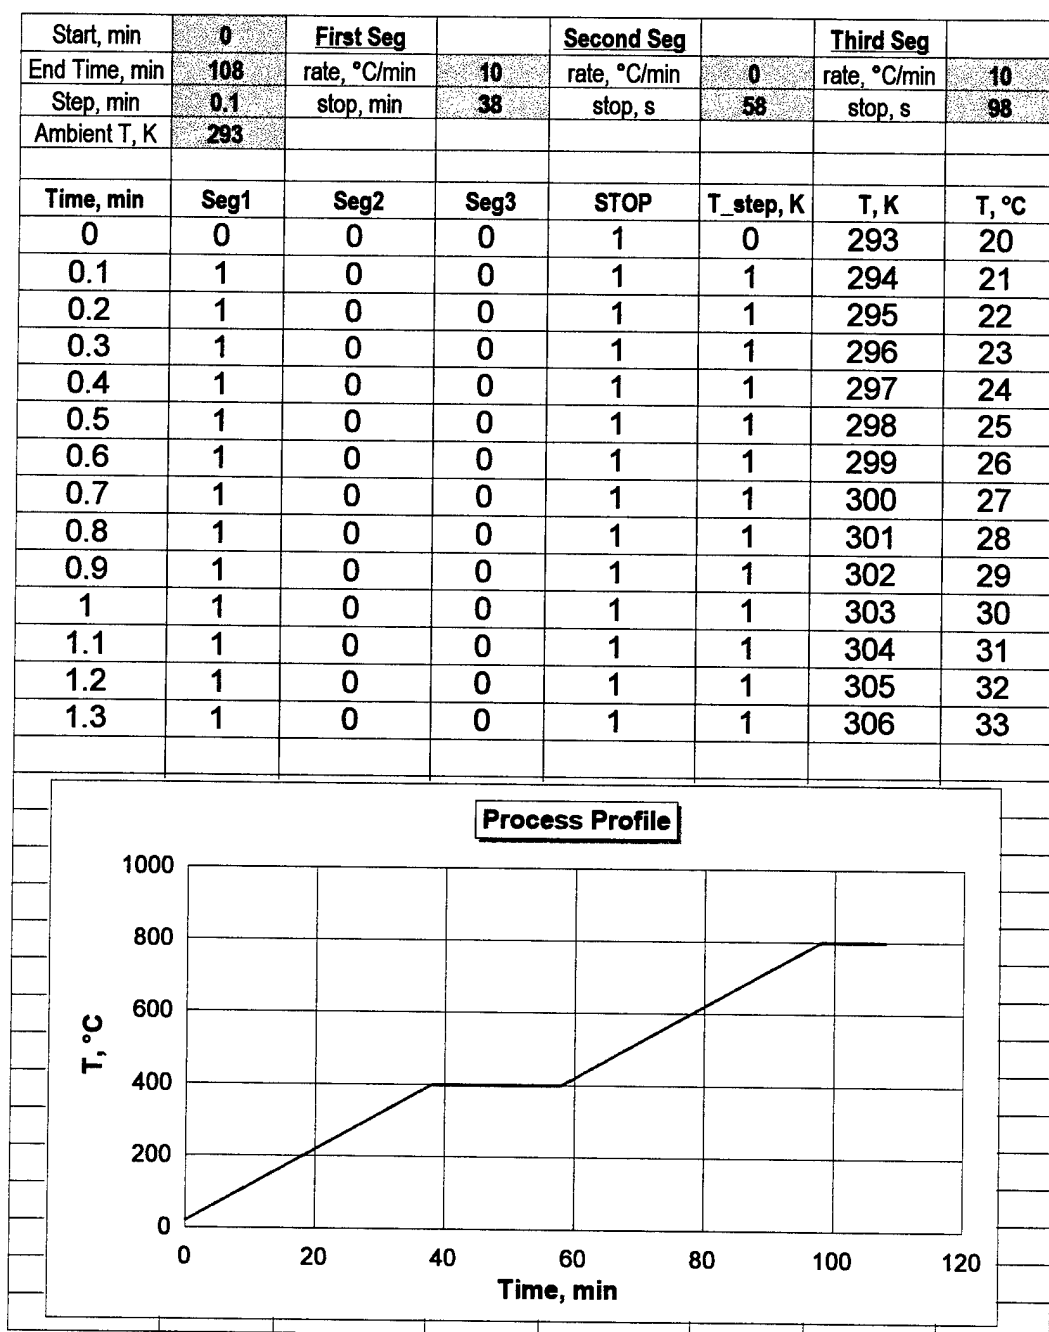 Start, min 0 First Seg Second Seg Third Seg
End Time, min 108 rate, °C/min 10 rate, °C/min 0 rate, °C/min 10
Step, min 0.1 stop, min 38 stop, s 58 stop, s 98
Ambient T, K 293
Time, min Seg1 Seg2 Seg3 STOP T_step, K T, K T, °C
0 0 0 0 1 0 293 20
0.1 1 0 0 1 1 294 21
0.2 1 0 0 1 1 295 22
0.3 1 0 0 1 1 296 23
0.4 1 0 0 1 1 297 24
0.5 1 0 0 1 1 298 25
0.6 1 0 0 1 1 299 26
0.7 1 0 0 1 1 300 27
0.8 1 0 0 1 1 301 28
0.9 1 0 0 1 1 302 29
1 1 0 0 1 1 303 30
1.1 1 0 0 1 1 304 31
1.2 1 0 0 1 1 305 32
1.3 1 0 0 1 1 306 33
Process Profile
1000
800
600
400
200
0
T, °C
0 20 40 60 80 100 120
Time, min